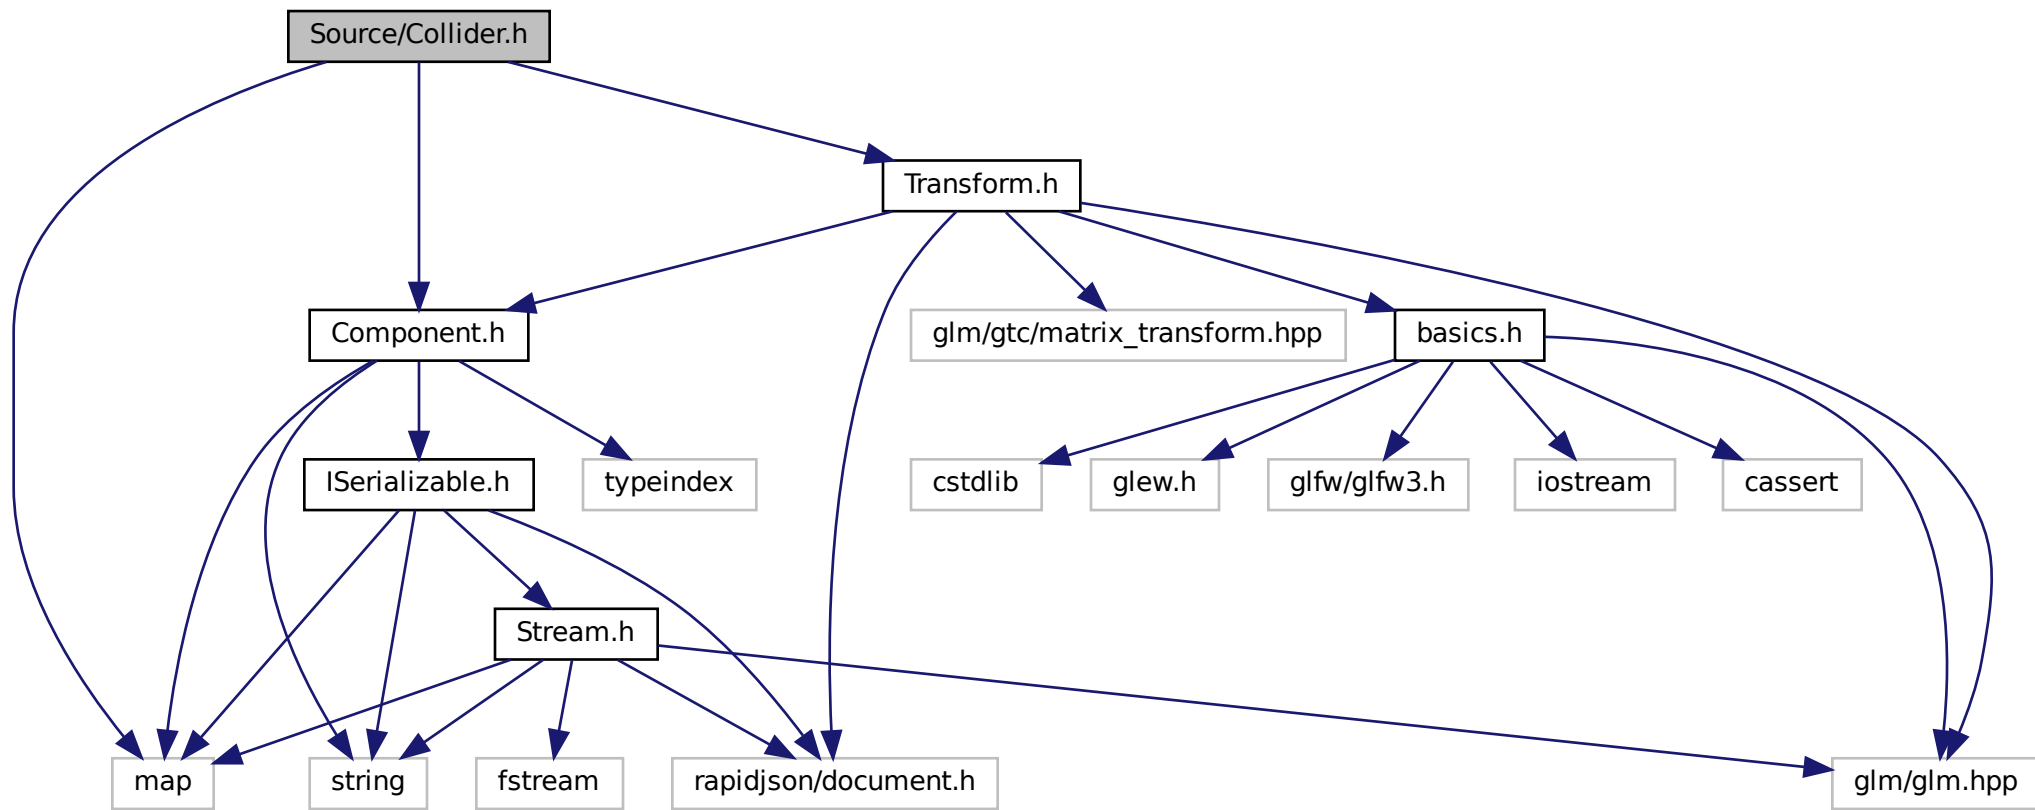 Source/Collider.h
Transform.h
Component.h
glm/gtc/matrix_transform.hpp
basics.h
ISerializable.h
typeindex
cstdlib
glew.h
glfw/glfw3.h
iostream
cassert
Stream.h
map
string
fstream
rapidjson/document.h
glm/glm.hpp